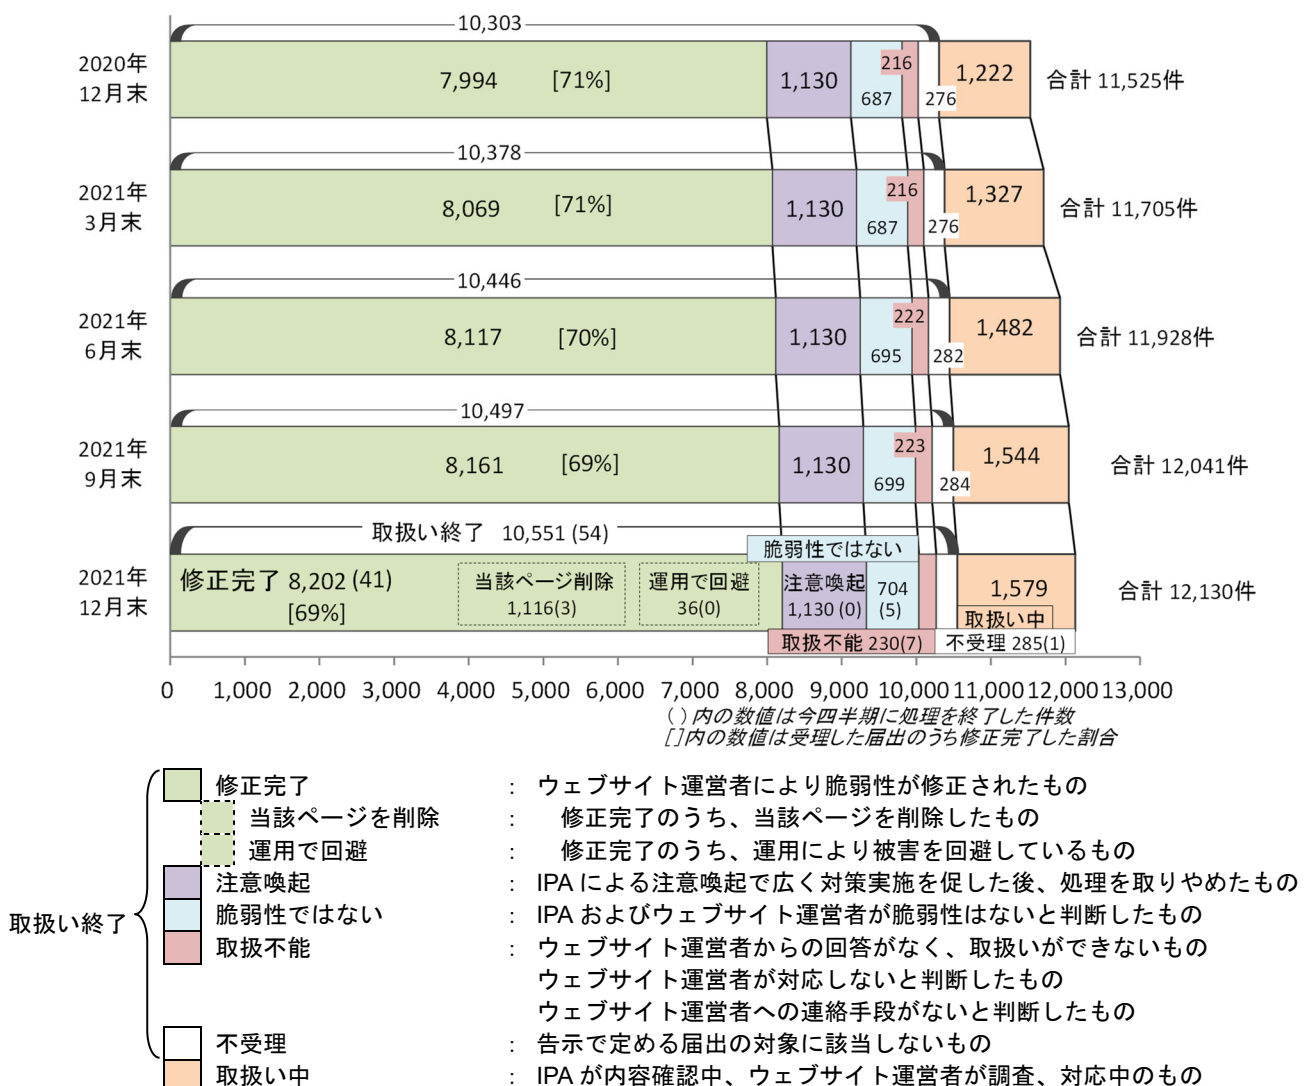 10,303
2020年
12月末
7,994 [71%] 1,130 687 216 276 1,222 合計 11,525件
10,378
2021年
3月末
8,069 [71%] 1,130 687 216 276 1,327 合計 11,705件
10,446
2021年
6月末
8,117 [70%] 1,130 695 222 282 1,482 合計 11,928件
10,497
2021年
9月末
8,161 [69%] 1,130 699 223 284 1,544 合計 12,041件
取扱い終了 10,551 (54)
脆弱性ではない
2021年
12月末
修正完了 8,202 (41)
[69%]
当該ページ削除
1,116(3)
運用で回避
36(0)
注意喚起
1,130 (0)
704
(5)
1,579
取扱い中
合計 12,130件
取扱不能 230(7) 不受理 285(1)
0 1,000 2,000 3,000 4,000 5,000 6,000 7,000 8,000 9,000 10,000 11,000 12,000 13,000
( )内の数値は今四半期に処理を終了した件数
[ ]内の数値は受理した届出のうち修正完了した割合
取扱い終了
修正完了 : ウェブサイト運営者により脆弱性が修正されたもの
当該ページを削除 : 修正完了のうち、当該ページを削除したもの
運用で回避 : 修正完了のうち、運用により被害を回避しているもの
注意喚起 : IPA による注意喚起で広く対策実施を促した後、処理を取りやめたもの
脆弱性ではない : IPA およびウェブサイト運営者が脆弱性はないと判断したもの
取扱不能 : ウェブサイト運営者からの回答がなく、取扱いができないもの
ウェブサイト運営者が対応しないと判断したもの
ウェブサイト運営者への連絡手段がないと判断したもの
不受理 : 告示で定める届出の対象に該当しないもの
取扱い中 : IPA が内容確認中、ウェブサイト運営者が調査、対応中のもの